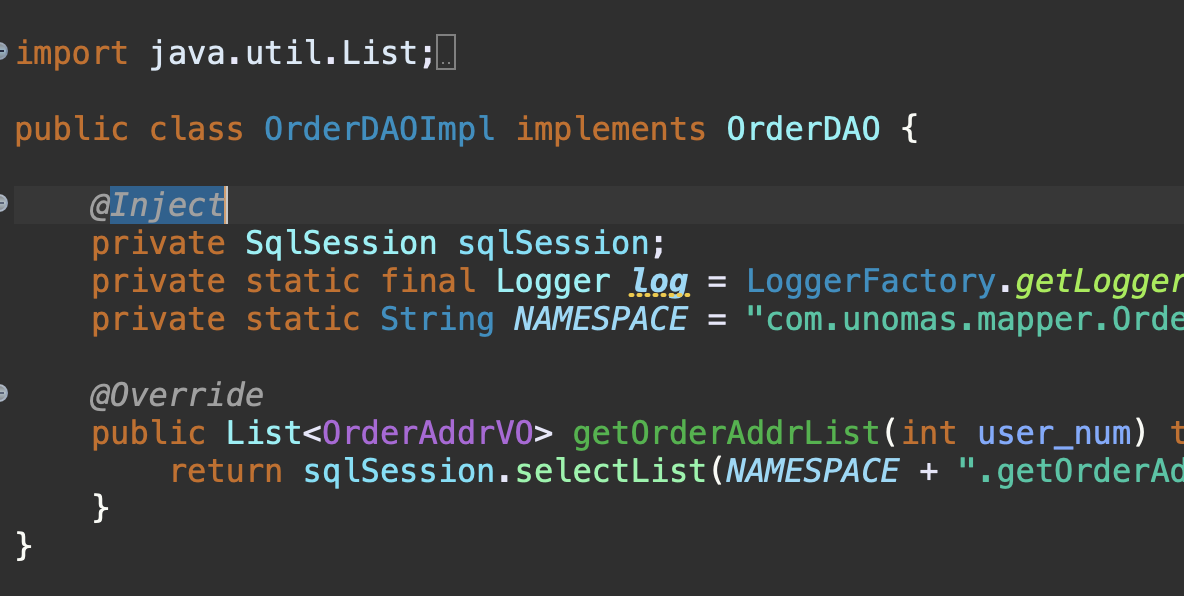 import java.util.List;
public class OrderDAOImpl implements OrderDAO {
@Inject
private SqlSession sqlSession;
private static final Logger log = LoggerFactory.getLogger
private static String NAMESPACE = "com.unomas.mapper.Orde
@Override
public List<OrderAddrVO> getOrderAddrList(int user_num) t
return sqlSession.selectList(NAMESPACE + ".getOrderAd
}
}